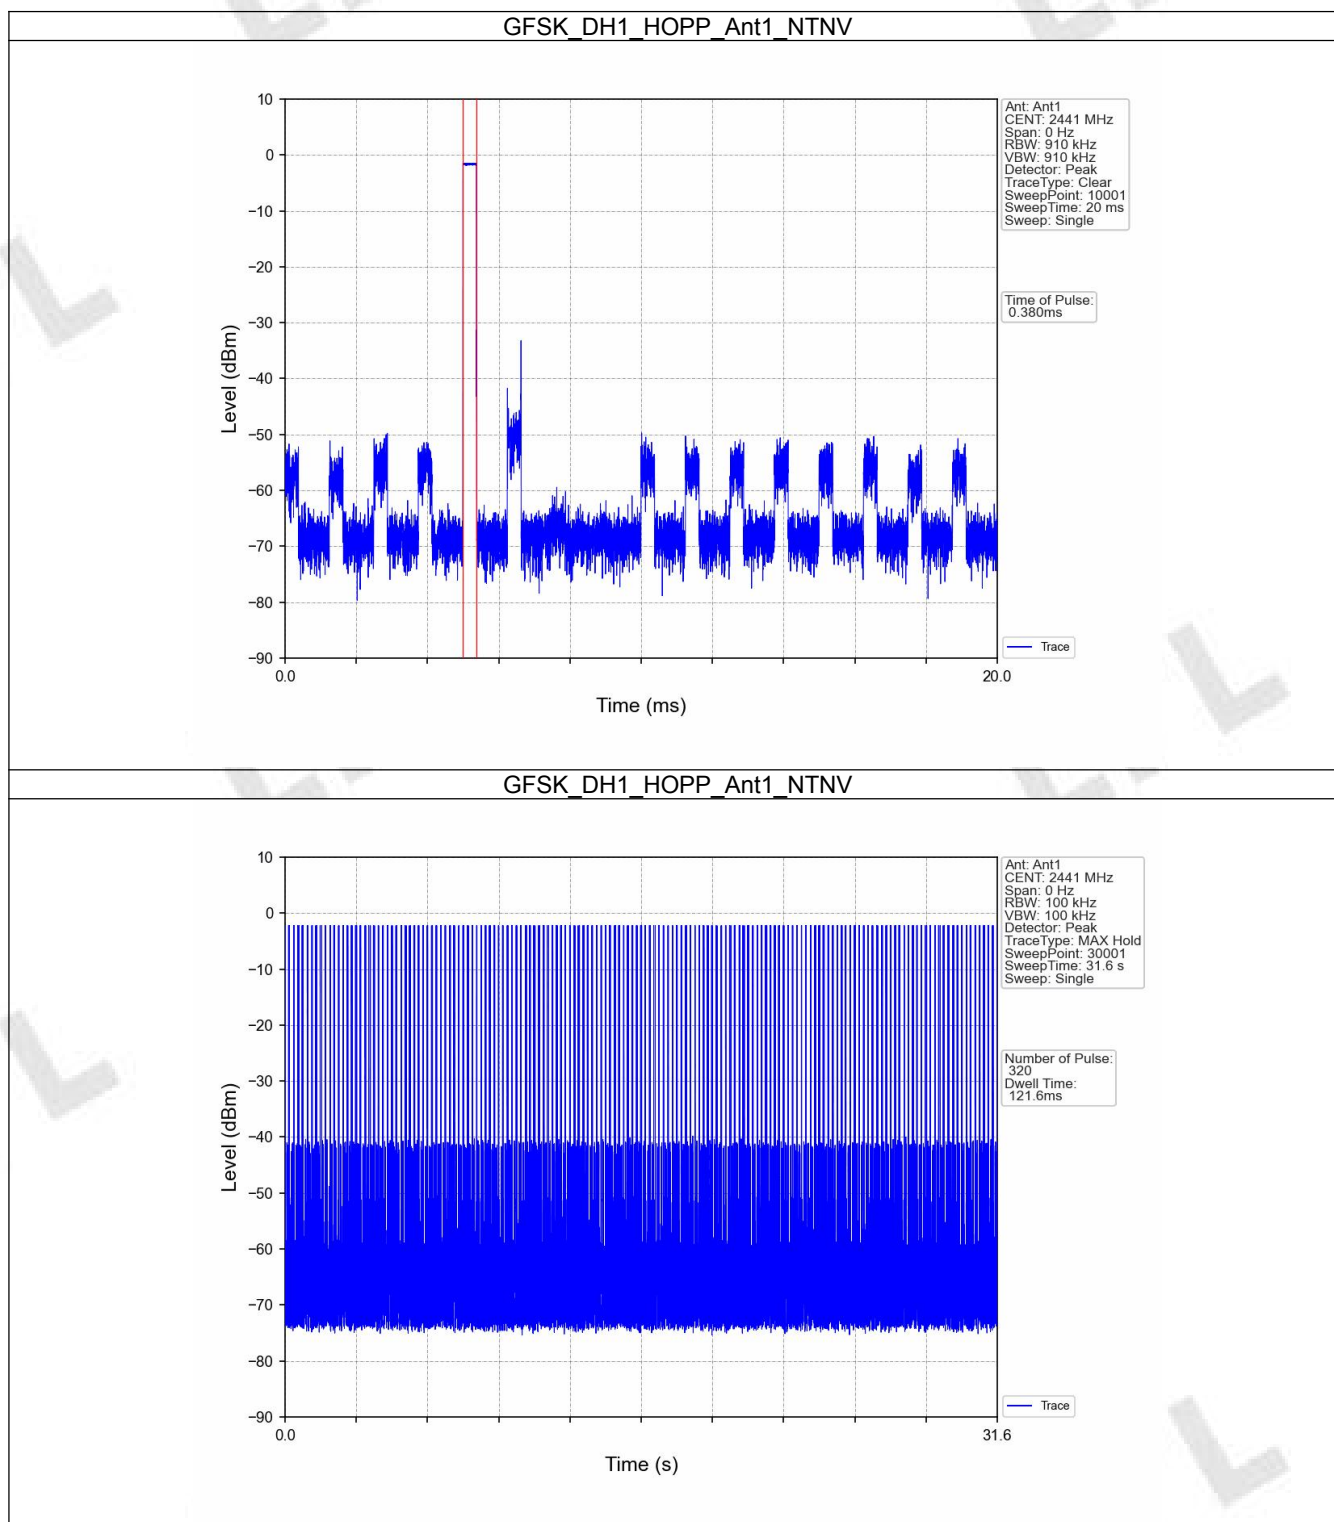 GFSK_DH1_HOPP_Ant1_NTNV
10
0
−10
−20
−30
−40
−50
−60
−70
−80
−90
Level (dBm)
0.0
20.0
Time (ms)
Ant: Ant1
CENT: 2441 MHz
Span: 0 Hz
RBW: 910 kHz
VBW: 910 kHz
Detector: Peak
TraceType: Clear
SweepPoint: 10001
SweepTime: 20 ms
Sweep: Single
Time of Pulse:
0.380ms
Trace
GFSK_DH1_HOPP_Ant1_NTNV
10
0
−10
−20
−30
−40
−50
−60
−70
−80
−90
Level (dBm)
0.0
31.6
Time (s)
Ant: Ant1
CENT: 2441 MHz
Span: 0 Hz
RBW: 100 kHz
VBW: 100 kHz
Detector: Peak
TraceType: MAX Hold
SweepPoint: 30001
SweepTime: 31.6 s
Sweep: Single
Number of Pulse:
320
Dwell Time:
121.6ms
Trace